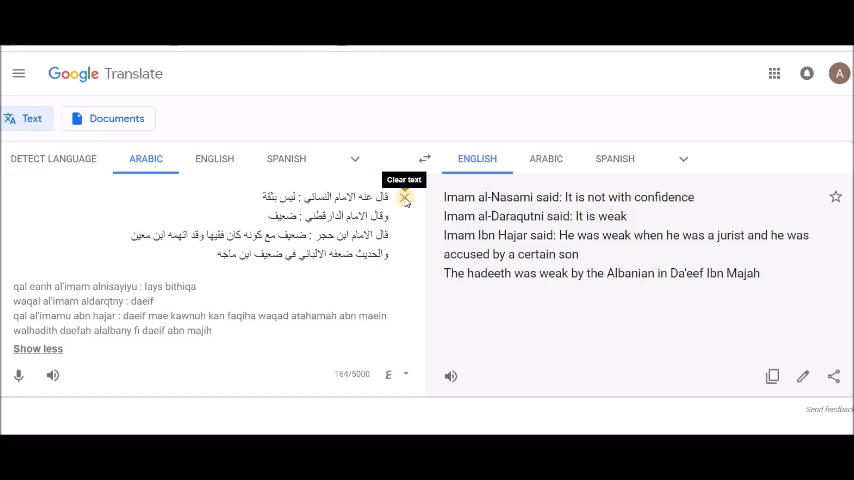 Google Translate
A
Text
Documents
DETECT LANGUAGE
ARABIC
ENGLISH
SPANISH
ENGLISH
ARABIC
SPANISH
Clear text
قال عنه الامام النسائي : ليس بثقة
وقال الامام الدارقطني : ضعيف
قال الامام ابن حجر : ضعيف مع كونه كان فقيها وقد اتهمه ابن معين
والحديث ضعفه الالباني في ضعيف ابن ماجه
qal eanh al'imam alnisayiyu : lays bithiqa
waqal al'imam aldarqtny : daeif
qal al'imamu abn hajar : daeif mae kawnuh kan faqiha waqad atahamah abn maein
walhadith daefah alalbany fi daeif abn majih
Show less
164/5000
ع
Imam al-Nasami said: It is not with confidence
Imam al-Daraqutni said: It is weak
Imam Ibn Hajar said: He was weak when he was a jurist and he was
accused by a certain son
The hadeeth was weak by the Albanian in Da'eef Ibn Majah
Send feedback